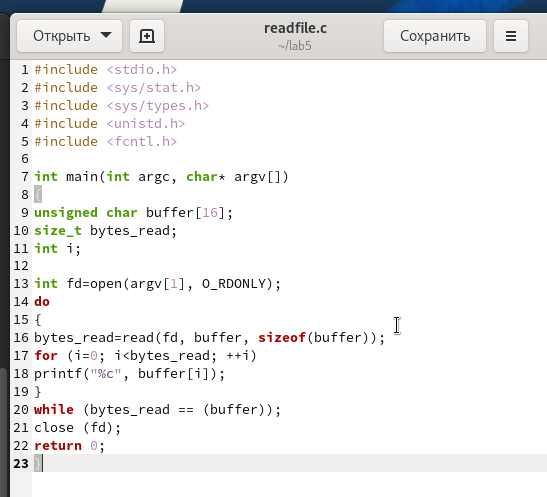 Открыть
readfile.c
~/lab5
Сохранить
1 #include <stdio.h>
2 #include <sys/stat.h>
3 #include <sys/types.h>
4 #include <unistd.h>
5 #include <fcntl.h>
6
7 int main(int argc, char* argv[])
8 {
9 unsigned char buffer[16];
10 size_t bytes_read;
11 int i;
12
13 int fd=open(argv[1], O_RDONLY);
14 do
15 {
16 bytes_read=read(fd, buffer, sizeof(buffer));
17 for (i=0; i<bytes_read; ++i)
18 printf("%c", buffer[i]);
19 }
20 while (bytes_read == (buffer));
21 close (fd);
22 return 0;
23 }